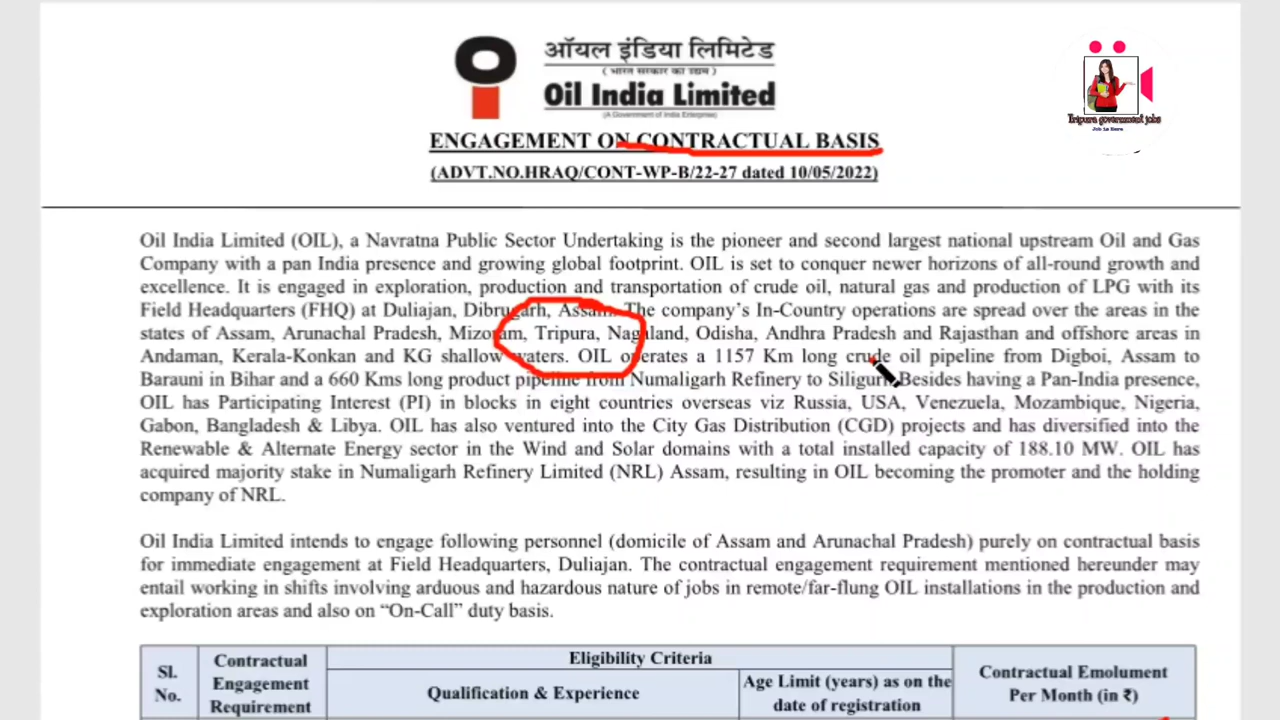 ऑयल इंडिया लिमिटेड
(भारत सरकार का उद्यम)
Oil India Limited
(A Government of India Enterprise)
Tripura government jobs
Job is Here
ENGAGEMENT ON CONTRACTUAL BASIS
(ADVT.NO.HRAQ/CONT-WP-B/22-27 dated 10/05/2022)
Oil India Limited (OIL), a Navratna Public Sector Undertaking is the pioneer and second largest national upstream Oil and Gas
Company with a pan India presence and growing global footprint. OIL is set to conquer newer horizons of all-round growth and
excellence. It is engaged in exploration, production and transportation of crude oil, natural gas and production of LPG with its
Field Headquarters (FHQ) at Duliajan, Dibrugarh, Assam. The company's In-Country operations are spread over the areas in the
states of Assam, Arunachal Pradesh, Mizoram, Tripura, Nagaland, Odisha, Andhra Pradesh and Rajasthan and offshore areas in
Andaman, Kerala-Konkan and KG shallow waters. OIL operates a 1157 Km long crude oil pipeline from Digboi, Assam to
Barauni in Bihar and a 660 Kms long product pipeline from Numaligarh Refinery to Siliguri. Besides having a Pan-India presence,
OIL has Participating Interest (PI) in blocks in eight countries overseas viz Russia, USA, Venezuela, Mozambique, Nigeria,
Gabon, Bangladesh & Libya. OIL has also ventured into the City Gas Distribution (CGD) projects and has diversified into the
Renewable & Alternate Energy sector in the Wind and Solar domains with a total installed capacity of 188.10 MW. OIL has
acquired majority stake in Numaligarh Refinery Limited (NRL) Assam, resulting in OIL becoming the promoter and the holding
company of NRL.
Oil India Limited intends to engage following personnel (domicile of Assam and Arunachal Pradesh) purely on contractual basis
for immediate engagement at Field Headquarters, Duliajan. The contractual engagement requirement mentioned hereunder may
entail working in shifts involving arduous and hazardous nature of jobs in remote/far-flung OIL installations in the production and
exploration areas and also on “On-Call” duty basis.
Sl.
No.
Contractual
Engagement
Requirement
Eligibility Criteria
Qualification & Experience
Age Limit (years) as on the
date of registration
Contractual Emolument
Per Month (in ₹)